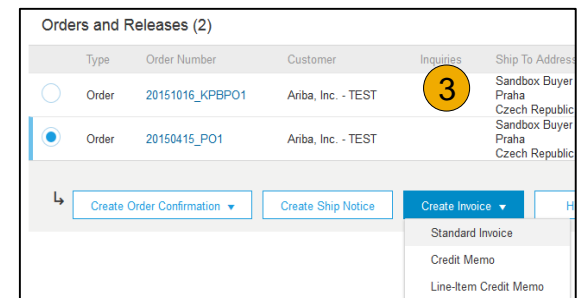 Orders and Releases (2)
Type Order Number Customer Inquiries Ship To Address
Order 20151016_KPBPO1 Ariba, Inc. - TEST 3 Sandbox Buyer
Praha
Czech Republic
Order 20150415_PO1 Ariba, Inc. - TEST Sandbox Buyer
Praha
Czech Republic
Create Order Confirmation Create Ship Notice Create Invoice H
Standard Invoice
Credit Memo
Line-Item Credit Memo